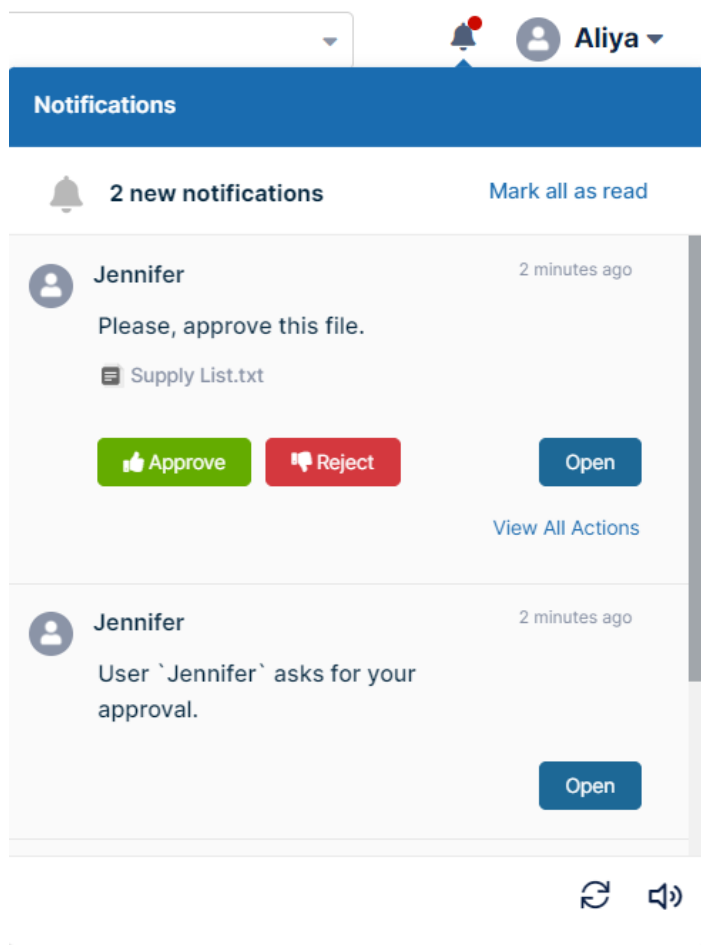 Aliya
Notifications
2 new notifications Mark all as read
Jennifer 2 minutes ago
Please, approve this file.
Supply List.txt
Approve Reject Open
View All Actions
Jennifer 2 minutes ago
User `Jennifer` asks for your
approval.
Open